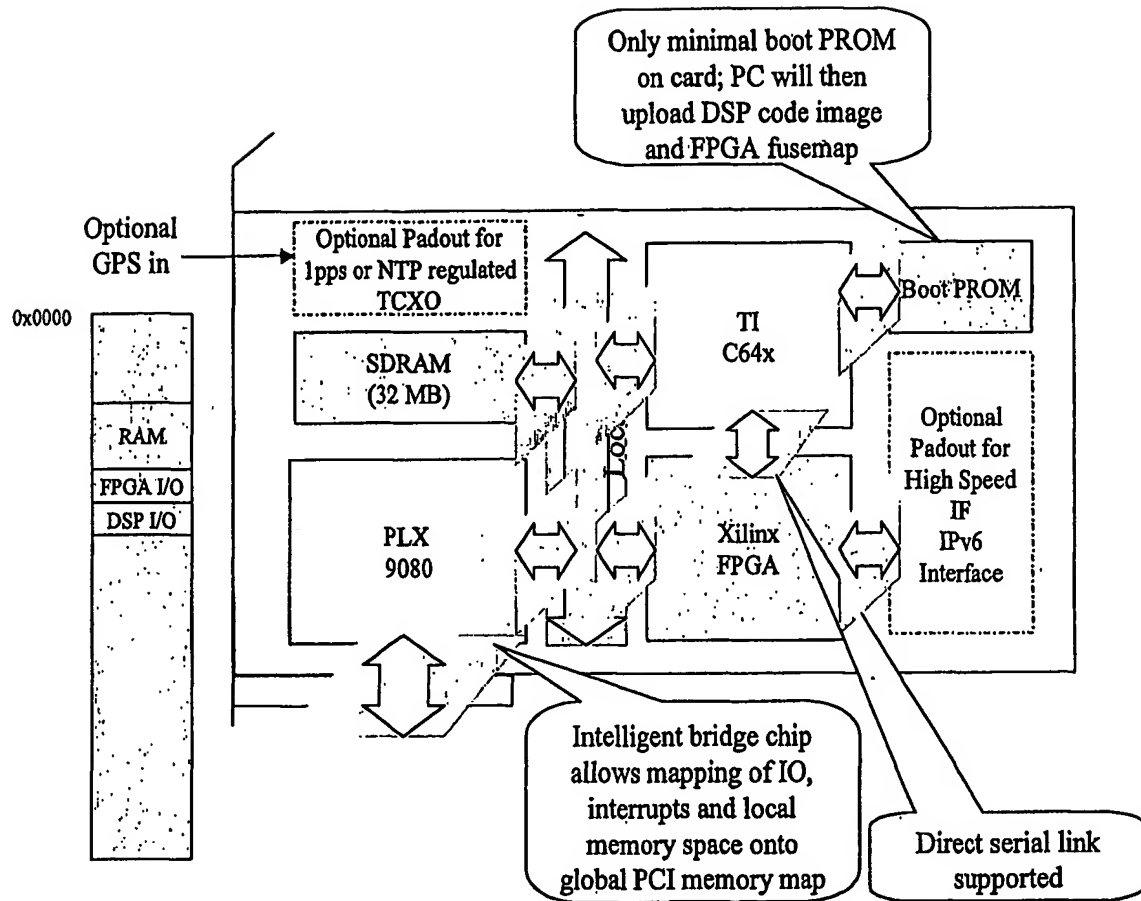 Only minimal boot PROM
on card; PC will then
upload DSP code image
and FPGA fusemap
Optional
GPS in
Optional Padout for
1pps or NTP regulated
TCXO
TI
C64x
Boot PROM
0x0000
SDRAM
(32 MB)
RAM
FPGA I/O
DSP I/O
Optional
Padout for
High Speed
IF
IPv6
Interface
PLX
9080
Xilinx
FPGA
Intelligent bridge chip
allows mapping of IO,
interrupts and local
memory space onto
global PCI memory map
Direct serial link
supported